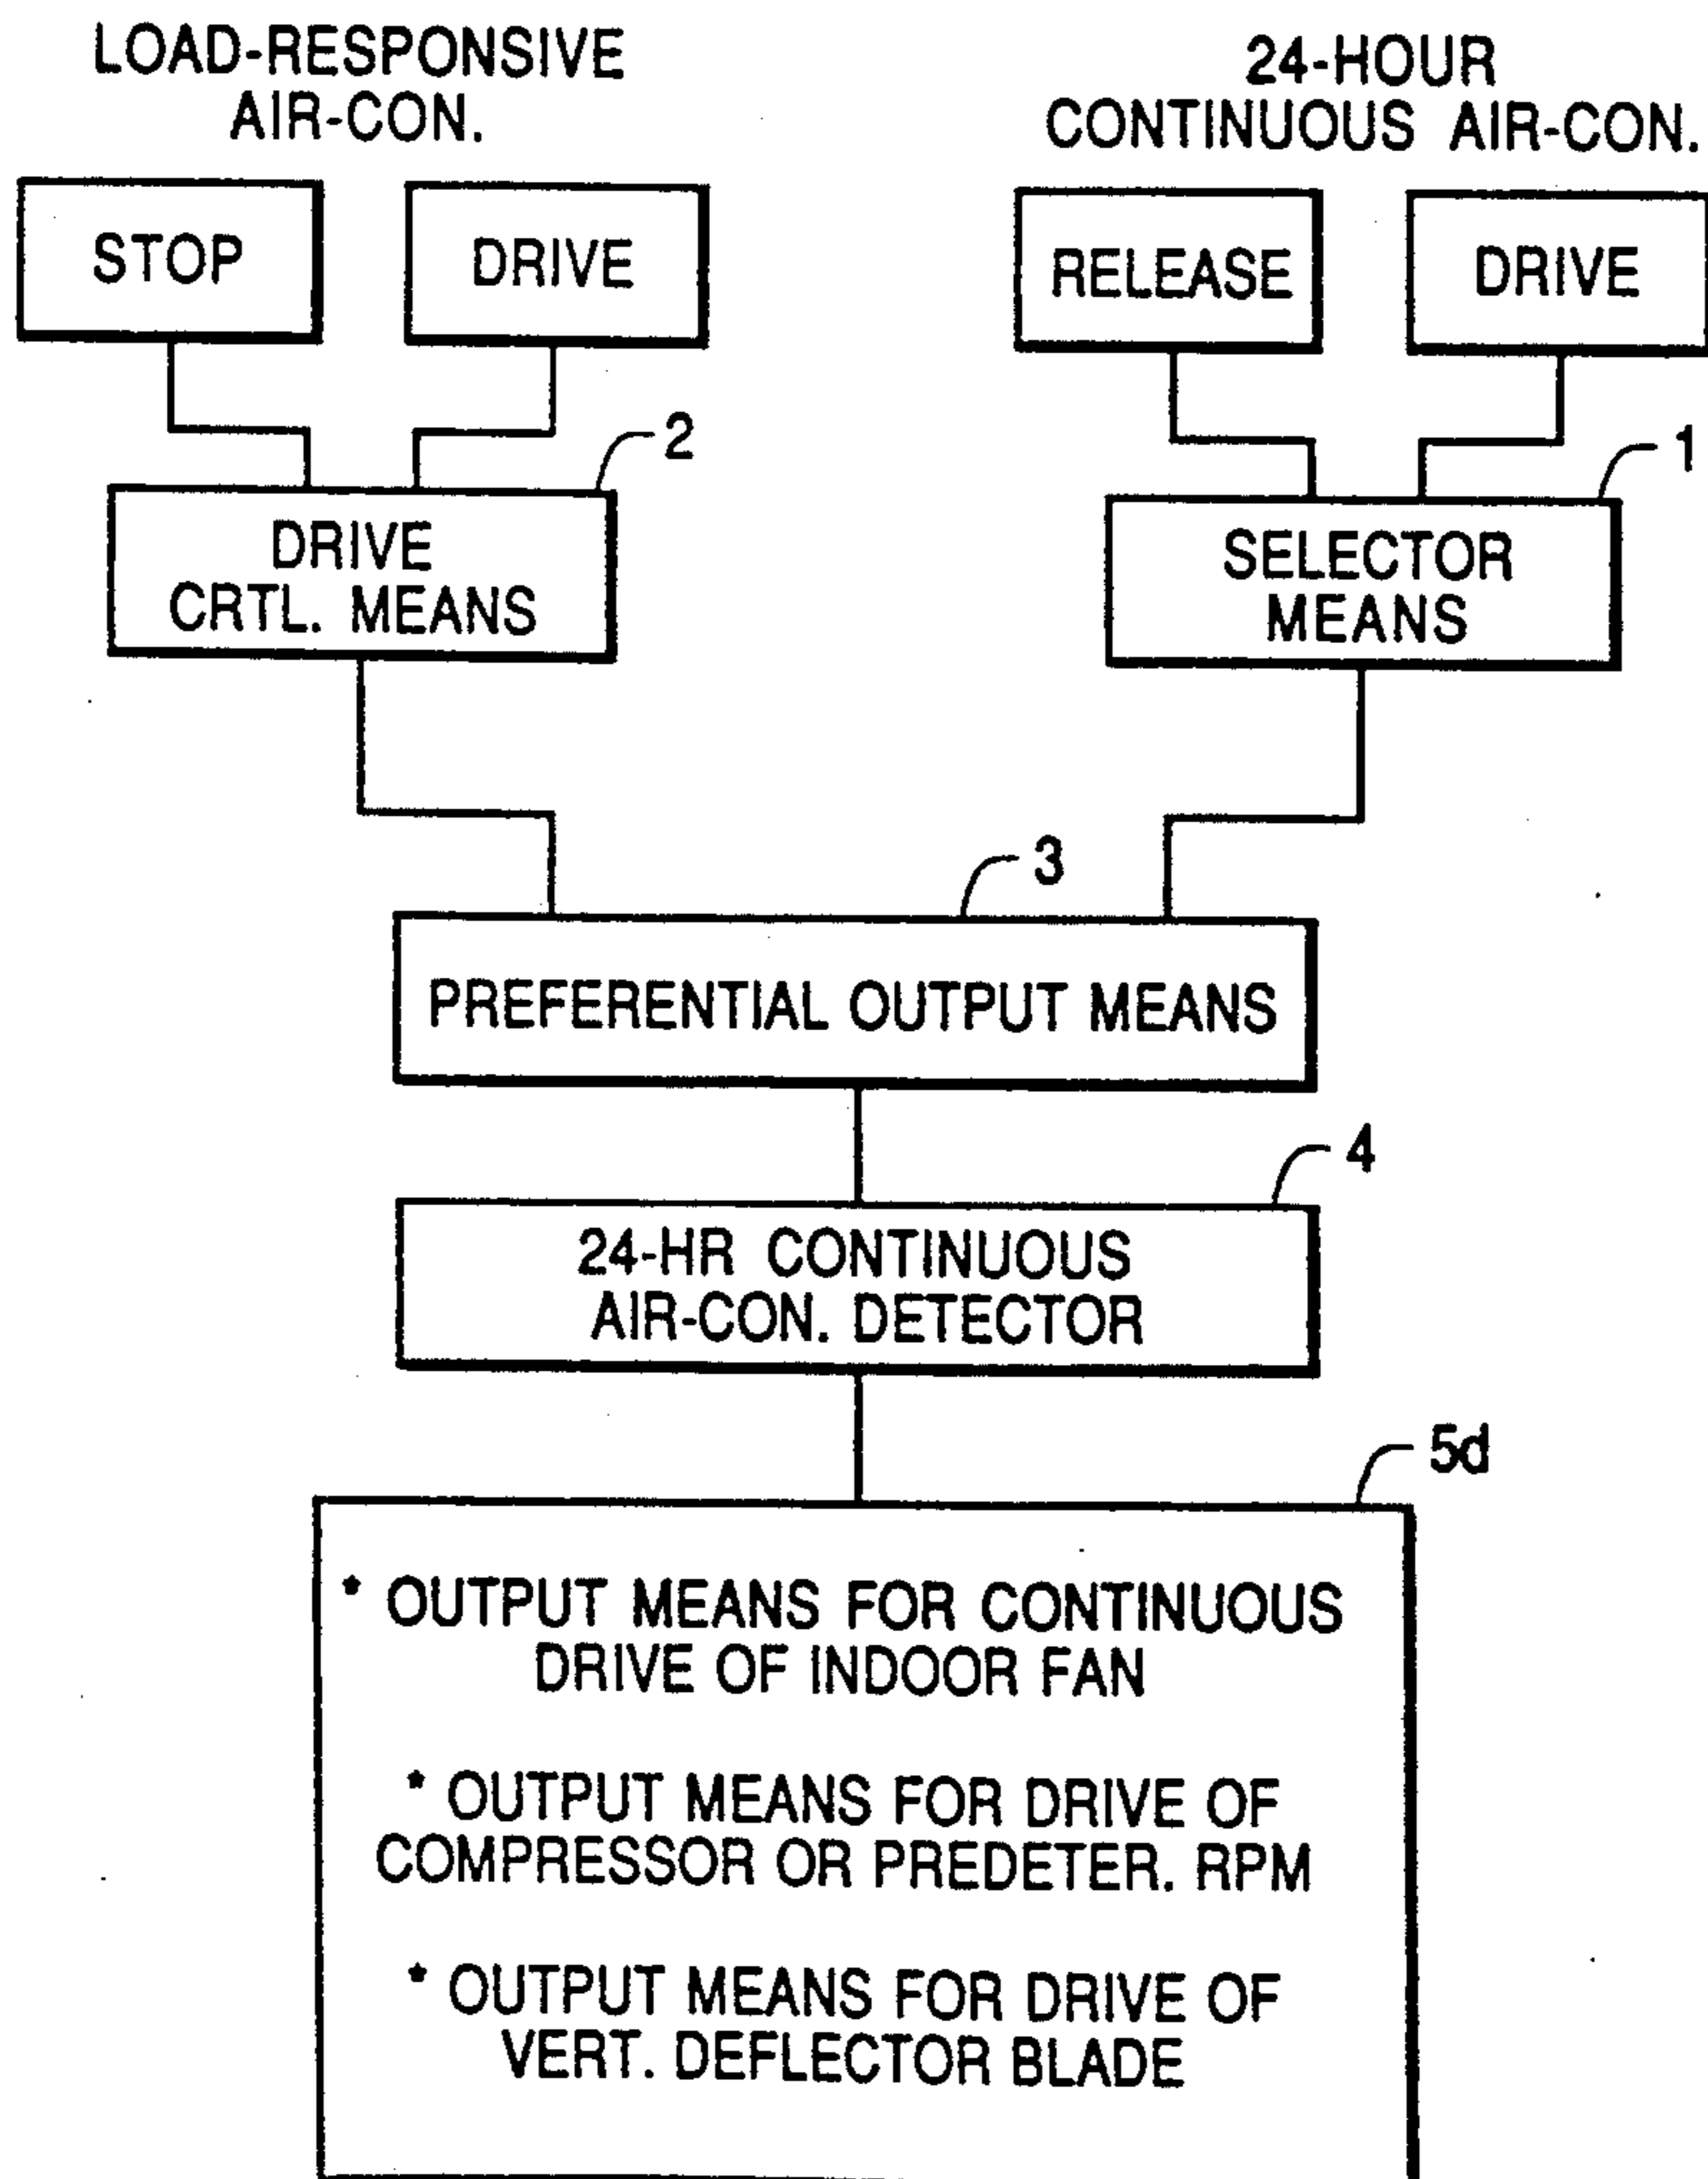 LOAD-RESPONSIVE
AIR-CON.
24-HOUR
CONTINUOUS AIR-CON.
STOP
DRIVE
RELEASE
DRIVE
2
1
DRIVE
CRTL. MEANS
SELECTOR
MEANS
3
PREFERENTIAL OUTPUT MEANS
4
24-HR CONTINUOUS
AIR-CON. DETECTOR
5d
* OUTPUT MEANS FOR CONTINUOUS
DRIVE OF INDOOR FAN
* OUTPUT MEANS FOR DRIVE OF
COMPRESSOR OR PREDETER. RPM
* OUTPUT MEANS FOR DRIVE OF
VERT. DEFLECTOR BLADE